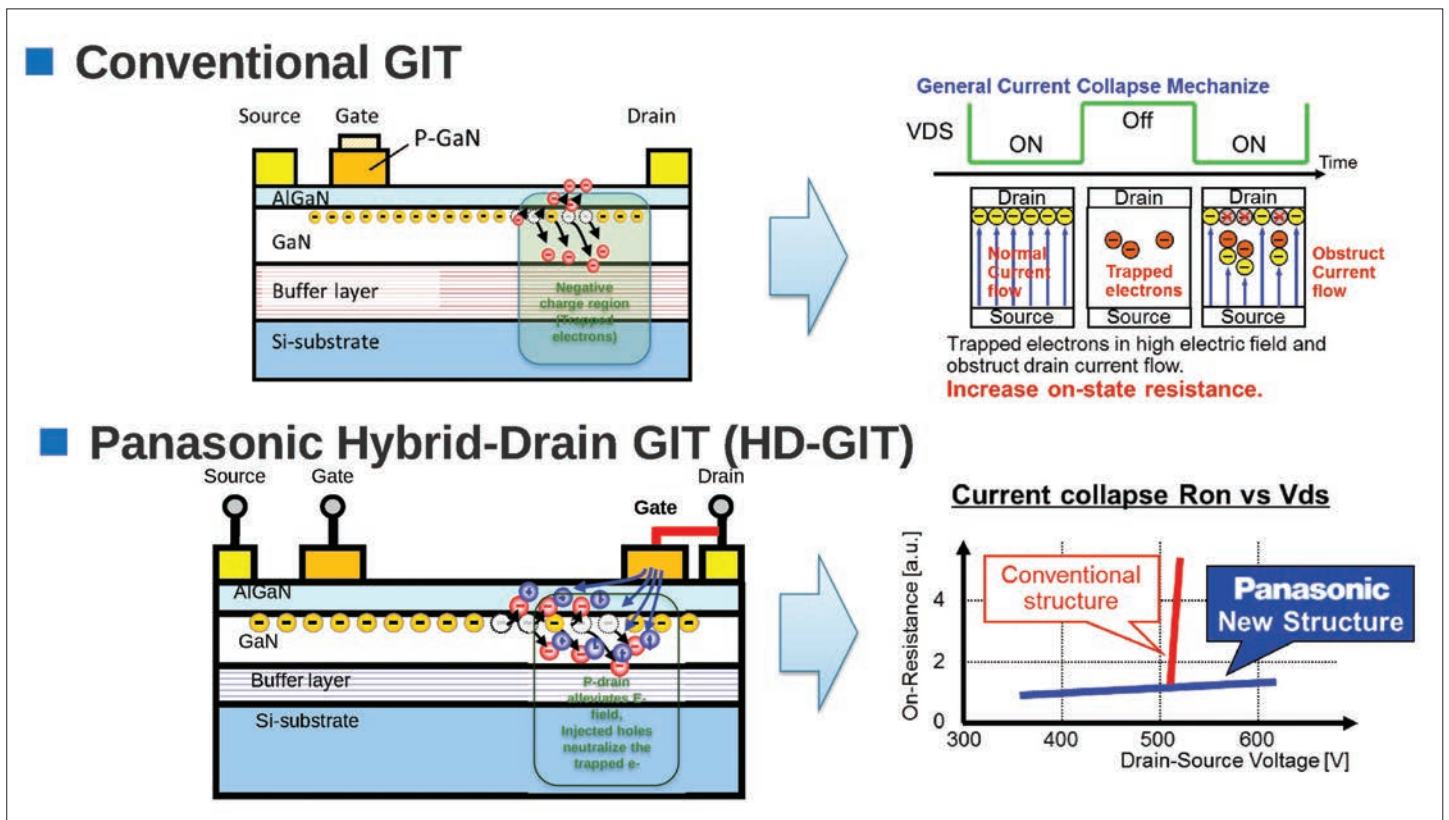 Conventional GIT
Source
Gate
Drain
P-GaN
AlGaN
GaN
Buffer layer
Si-substrate
Negative
charge region
(Trapped
electrons)
General Current Collapse Mechanize
VDS
ON
Off
ON
Time
Drain
Drain
Drain
Normal
Current
flow
Trapped
electrons
Obstruct
Current
flow
Source
Source
Source
Trapped electrons in high electric field and
obstruct drain current flow.
Increase on-state resistance.
Panasonic Hybrid-Drain GIT (HD-GIT)
Source
Gate
Drain
Gate
AlGaN
GaN
Buffer layer
Si-substrate
P-drain
alleviates E-
field,
Injected holes
neutralize the
trapped e-
Current collapse Ron vs Vds
On-Resistance [a.u.]
4
2
0
Conventional
structure
Panasonic
New Structure
300
400
500
600
Drain-Source Voltage [V]